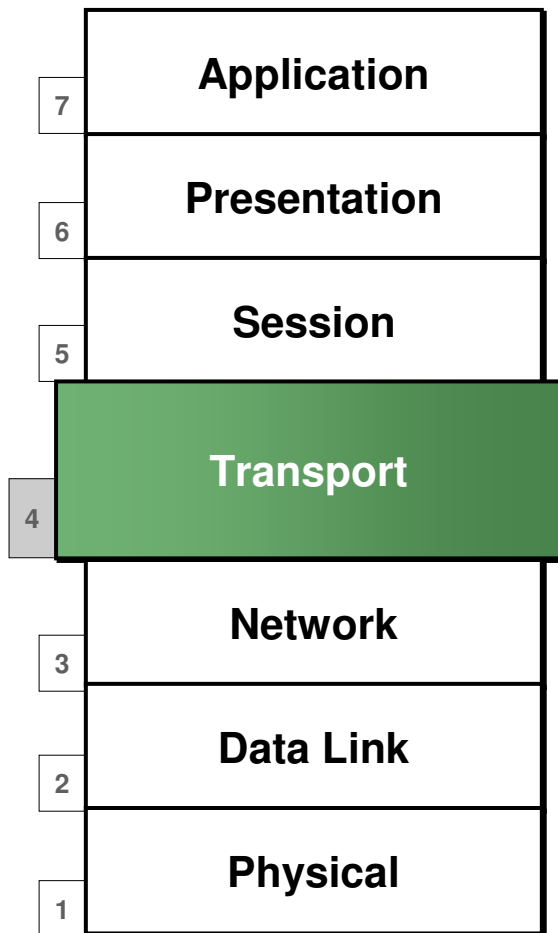 Application
7
Presentation
6
Session
5
Transport
4
Network
3
Data Link
2
Physical
1